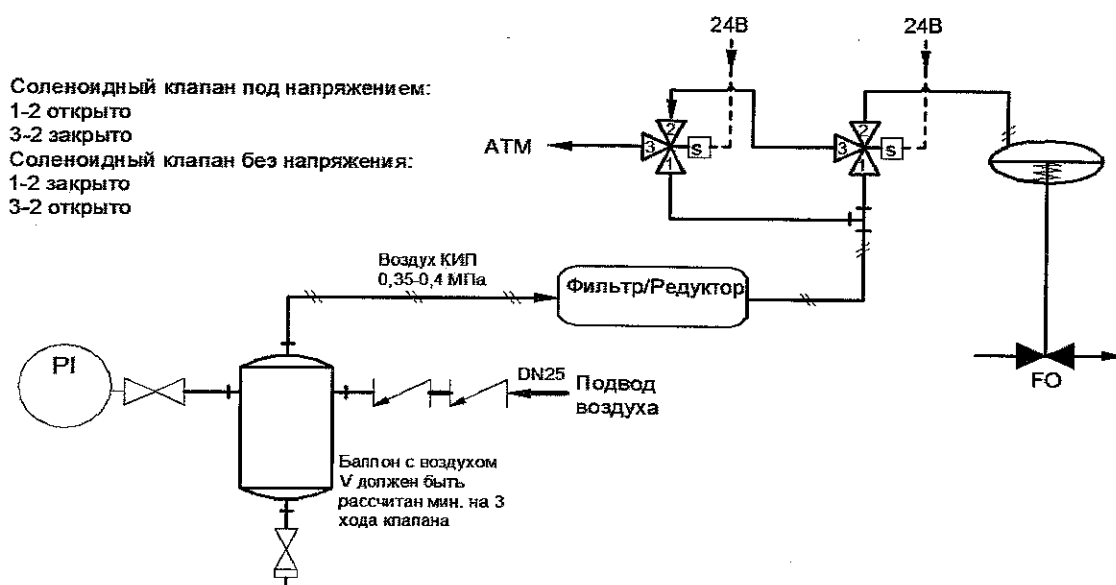 24В
24В
Соленоидный клапан под напряжением:
1-2 открыто
3-2 закрыто
Соленоидный клапан без напряжения:
1-2 закрыто
3-2 открыто
АТМ
2
3
1
s
2
3
1
s
Воздух КИП
0,35-0,4 МПа
Фильтр/Редуктор
PI
DN25
Подвод
воздуха
FO
Баллон с воздухом
V должен быть
рассчитан мин. на 3
хода клапана